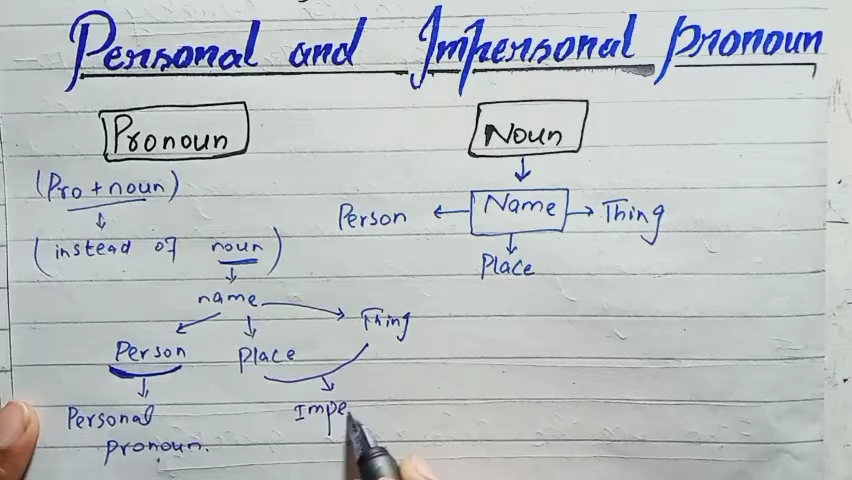 Personal and Impersonal pronoun
Pronoun
(Pro + noun)
(instead of noun)
name
Person Place Thing
Personal
pronoun.
Impe
Noun
Person Name Thing
Place